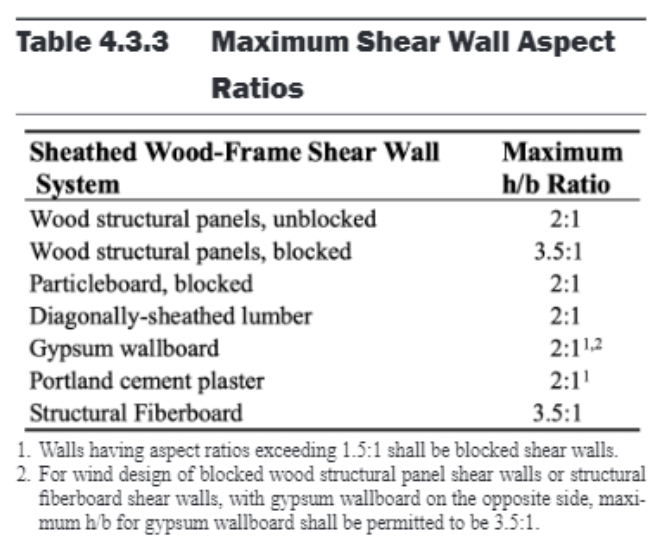 Table 4.3.3 Maximum Shear Wall Aspect
Ratios
Sheathed Wood-Frame Shear Wall Maximum
System h/b Ratio
Wood structural panels, unblocked 2:1
Wood structural panels, blocked 3.5:1
Particleboard, blocked 2:1
Diagonally-sheathed lumber 2:1
Gypsum wallboard 2:1¹,²
Portland cement plaster 2:1¹
Structural Fiberboard 3.5:1
1. Walls having aspect ratios exceeding 1.5:1 shall be blocked shear walls.
2. For wind design of blocked wood structural panel shear walls or structural
fiberboard shear walls, with gypsum wallboard on the opposite side, maxi-
mum h/b for gypsum wallboard shall be permitted to be 3.5:1.